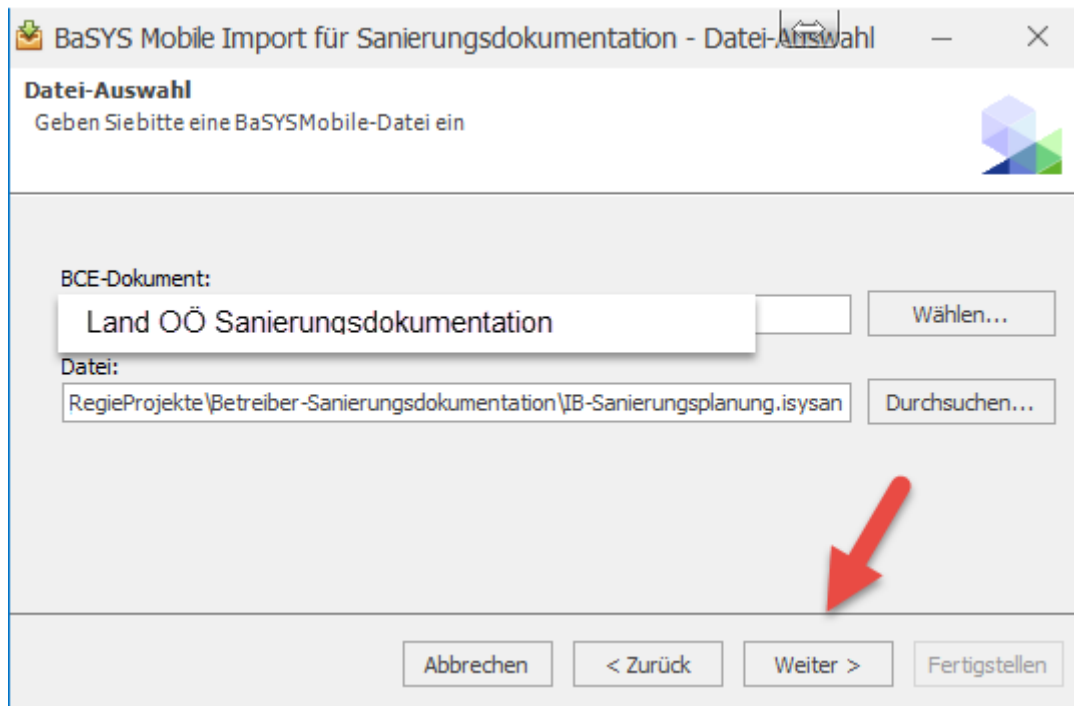 BaSYS Mobile Import für Sanierungsdokumentation - Datei-Auswahl
Datei-Auswahl
Geben Siebitte eine BaSYSMobile-Datei ein
BCE-Dokument:
Land OÖ Sanierungsdokumentation
Wählen...
Datei:
RegieProjekte\Betreiber-Sanierungsdokumentation\IB-Sanierungsplanung.isysan
Durchsuchen...
Abbrechen
< Zurück
Weiter >
Fertigstellen